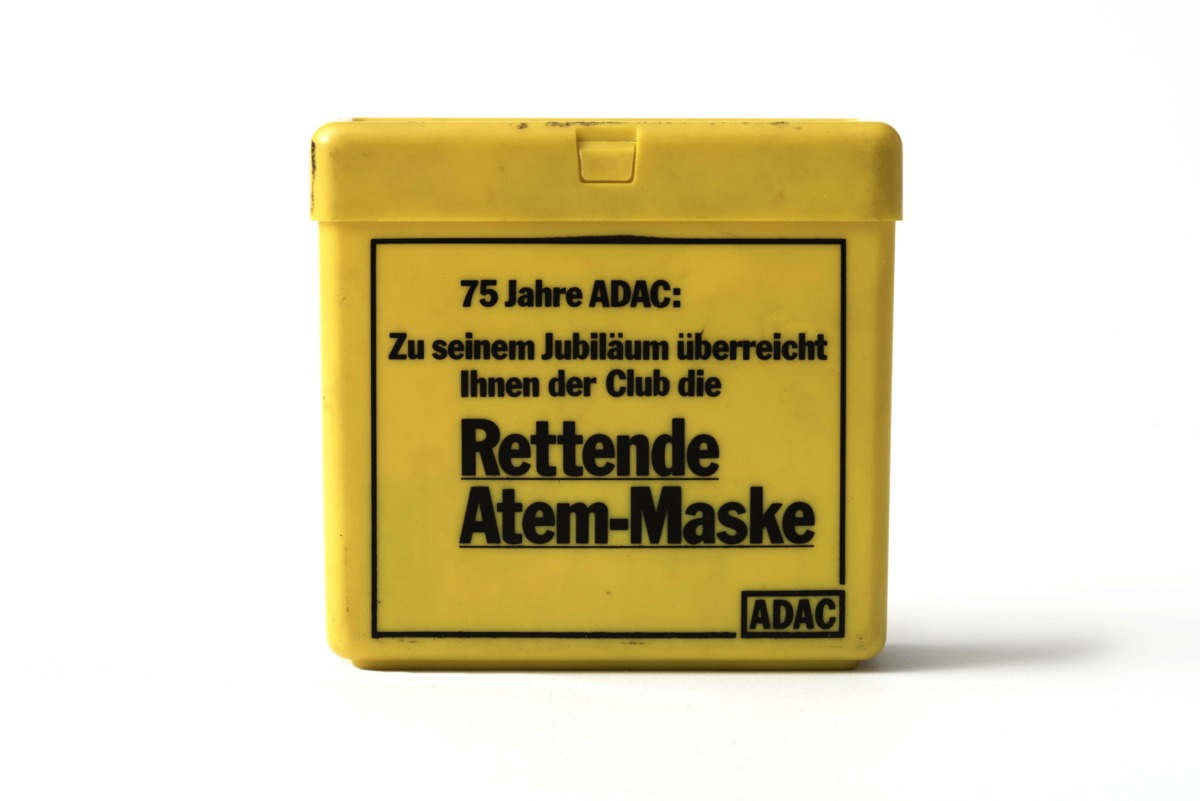 75 Jahre ADAC:
Zu seinem Jubiläum überreicht
Ihnen der Club die
Rettende
Atem-Maske
ADAC